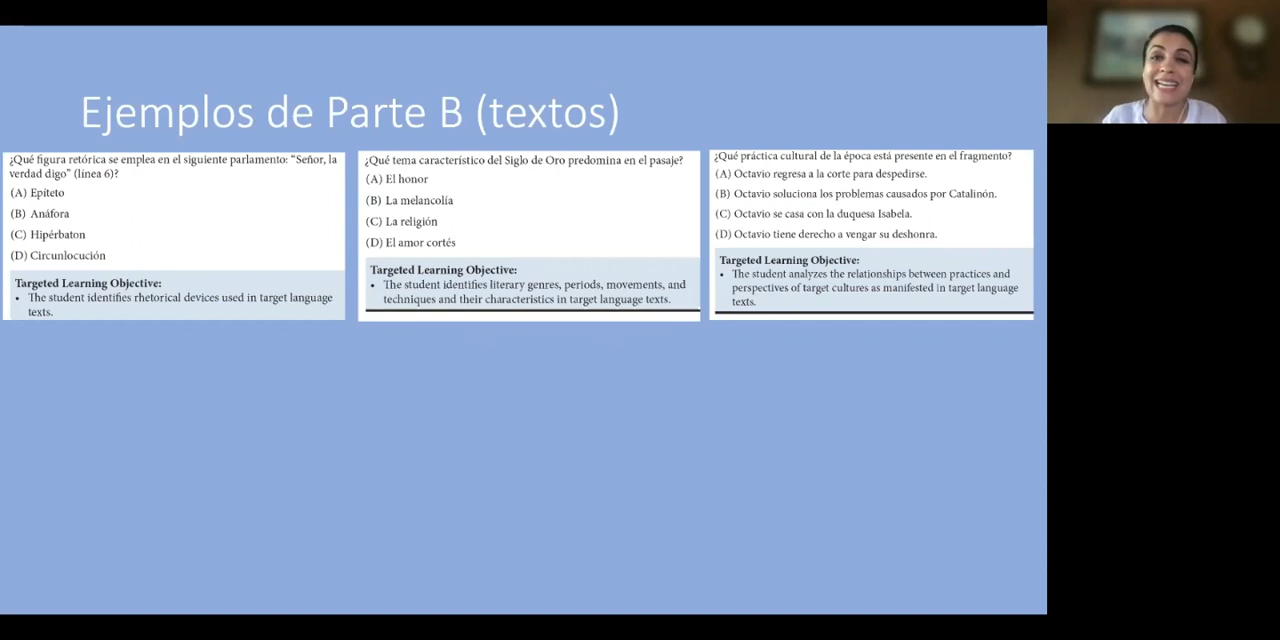 Ejemplos de Parte B (textos)
¿Qué figura retórica se emplea en el siguiente parlamento: “Señor, la
verdad digo” (línea 6)?
(A) Epíteto
(B) Anáfora
(C) Hipérbaton
(D) Circunlocución
Targeted Learning Objective:
• The student identifies rhetorical devices used in target language
texts.
¿Qué tema característico del Siglo de Oro predomina en el pasaje?
(A) El honor
(B) La melancolía
(C) La religión
(D) El amor cortés
Targeted Learning Objective:
• The student identifies literary genres, periods, movements, and
techniques and their characteristics in target language texts.
¿Qué práctica cultural de la época está presente en el fragmento?
(A) Octavio regresa a la corte para despedirse.
(B) Octavio soluciona los problemas causados por Catalinón.
(C) Octavio se casa con la duquesa Isabela.
(D) Octavio tiene derecho a vengar su deshonra.
Targeted Learning Objective:
• The student analyzes the relationships between practices and
perspectives of target cultures as manifested in target language
texts.